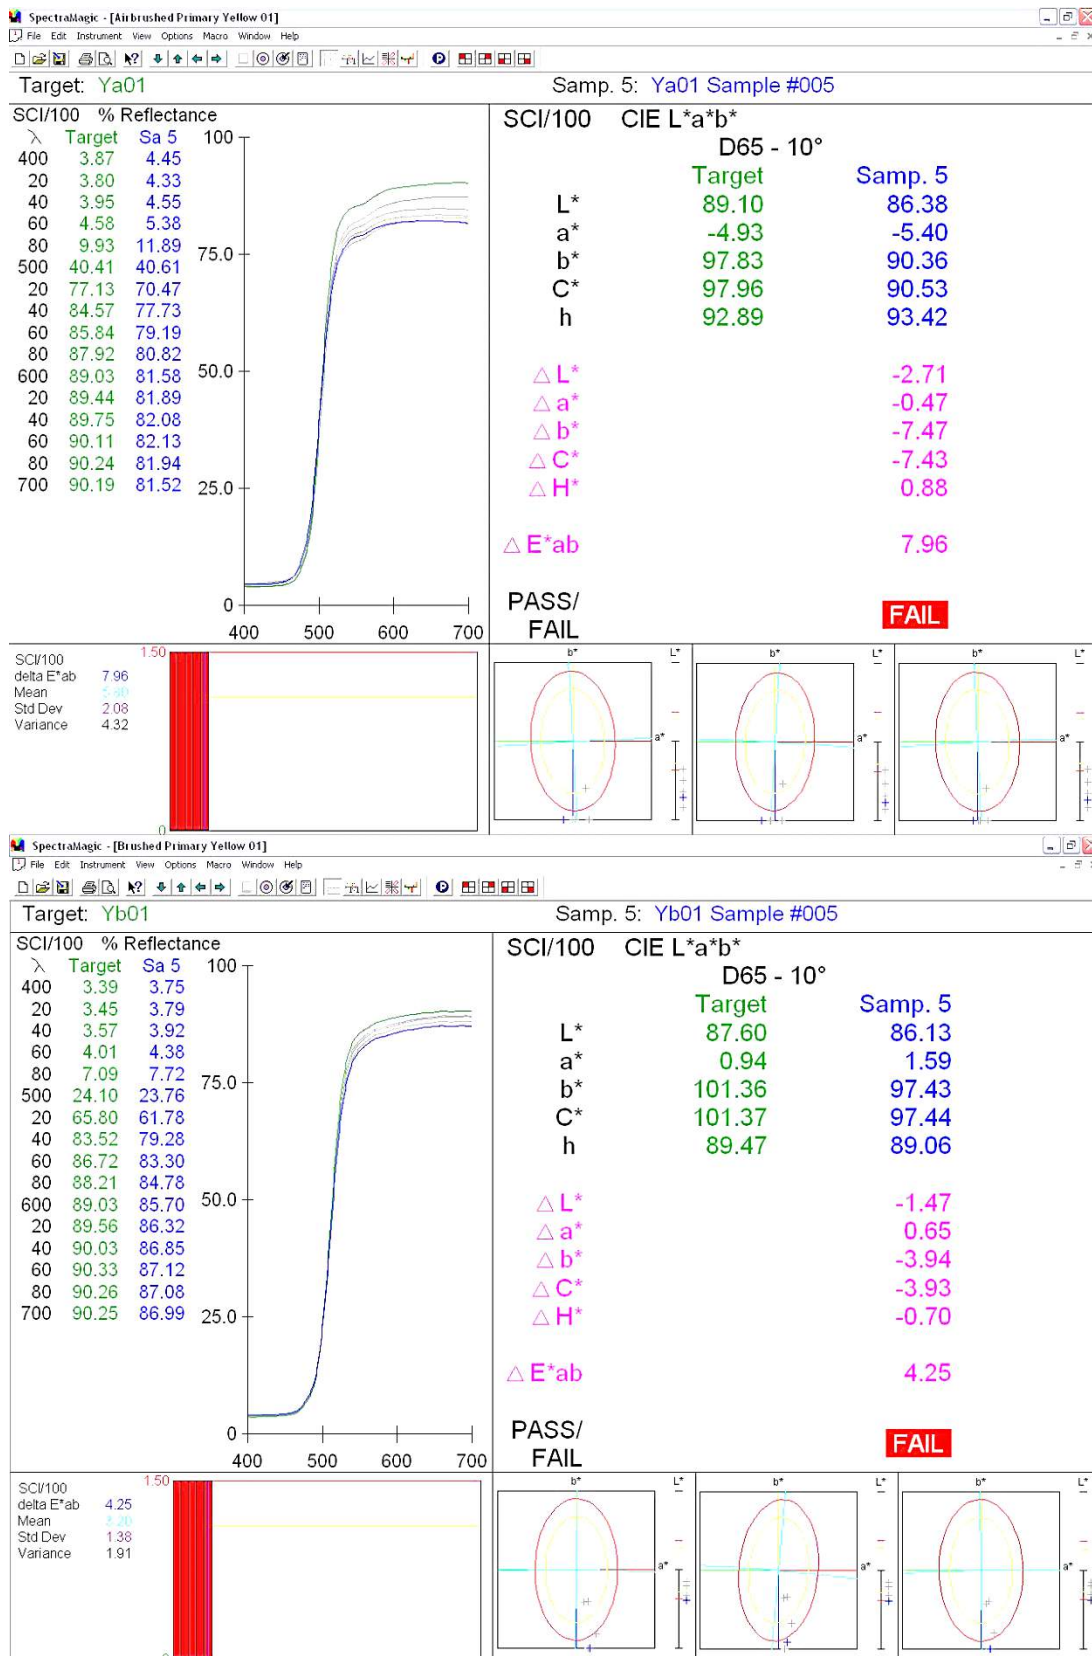 SpectraMagic - [Airbrushed Primary Yellow 01]
File Edit Instrument View Options Macro Window Help
Target: Ya01 Samp. 5: Ya01 Sample #005
SCI/100 % Reflectance
λ Target Sa 5
400 3.87 4.45
20 3.80 4.33
40 3.95 4.55
60 4.58 5.38
80 9.93 11.89
500 40.41 40.61
20 77.13 70.47
40 84.57 77.73
60 85.84 79.19
80 87.92 80.82
600 89.03 81.58
20 89.44 81.89
40 89.75 82.08
60 90.11 82.13
80 90.24 81.94
700 90.19 81.52
100
75.0
50.0
25.0
0
400 500 600 700
SCI/100 CIE L*a*b*
D65 - 10°
Target Samp. 5
L* 89.10 86.38
a* -4.93 -5.40
b* 97.83 90.36
C* 97.96 90.53
h 92.89 93.42
△ L* -2.71
△ a* -0.47
△ b* -7.47
△ C* -7.43
△ H* 0.88
△ E*ab 7.96
PASS/
FAIL
FAIL
SCI/100
delta E*ab 7.96
Mean
Std Dev 2.08
Variance 4.32
1.50
0
b* L* b* L* b* L*
a* a* a*
SpectraMagic - [Brushed Primary Yellow 01]
File Edit Instrument View Options Macro Window Help
Target: Yb01 Samp. 5: Yb01 Sample #005
SCI/100 % Reflectance
λ Target Sa 5
400 3.39 3.75
20 3.45 3.79
40 3.57 3.92
60 4.01 4.38
80 7.09 7.72
500 24.10 23.76
20 65.80 61.78
40 83.52 79.28
60 86.72 83.30
80 88.21 84.78
600 89.03 85.70
20 89.56 86.32
40 90.03 86.85
60 90.33 87.12
80 90.26 87.08
700 90.25 86.99
100
75.0
50.0
25.0
0
400 500 600 700
SCI/100 CIE L*a*b*
D65 - 10°
Target Samp. 5
L* 87.60 86.13
a* 0.94 1.59
b* 101.36 97.43
C* 101.37 97.44
h 89.47 89.06
△ L* -1.47
△ a* 0.65
△ b* -3.94
△ C* -3.93
△ H* -0.70
△ E*ab 4.25
PASS/
FAIL
FAIL
SCI/100
delta E*ab 4.25
Mean
Std Dev 1.38
Variance 1.91
1.50
b* L* b* L* b* L*
a* a* a*